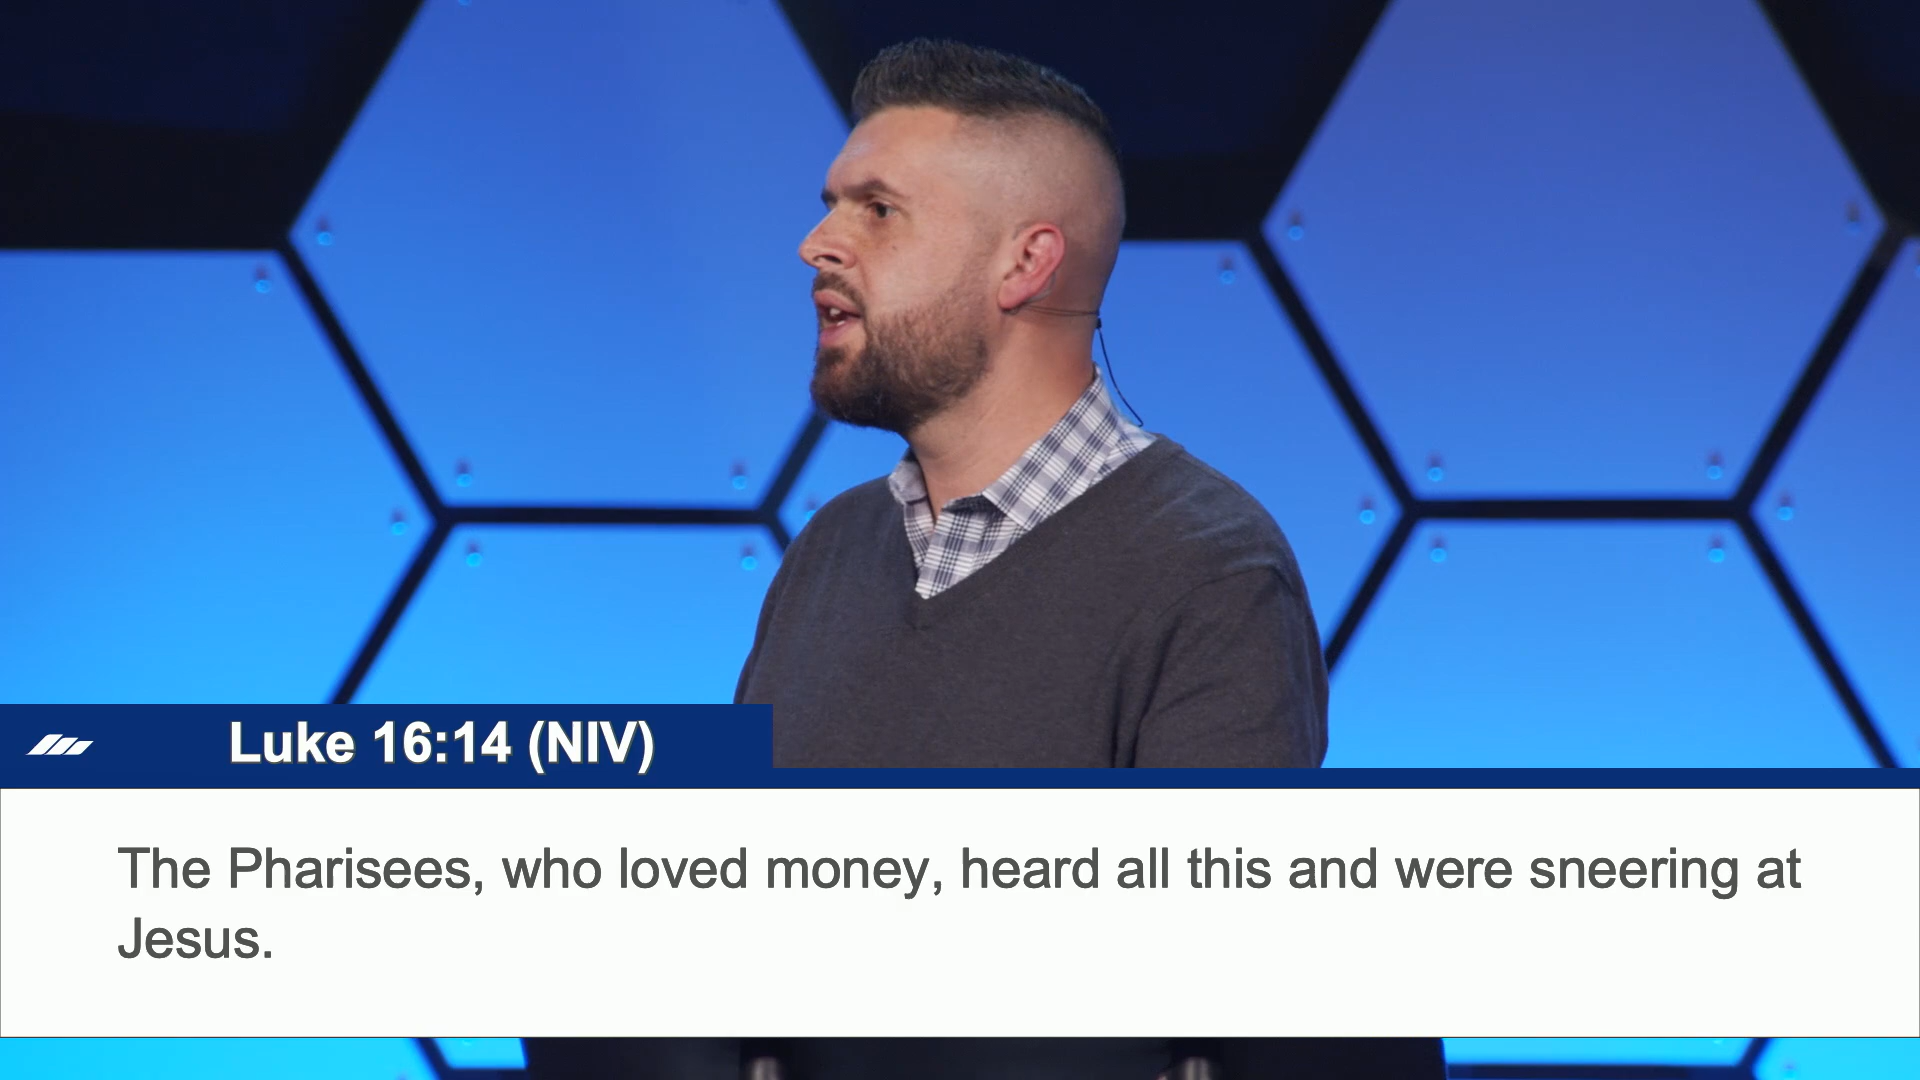 Luke 16:14 (NIV)
The Pharisees, who loved money, heard all this and were sneering at
Jesus.